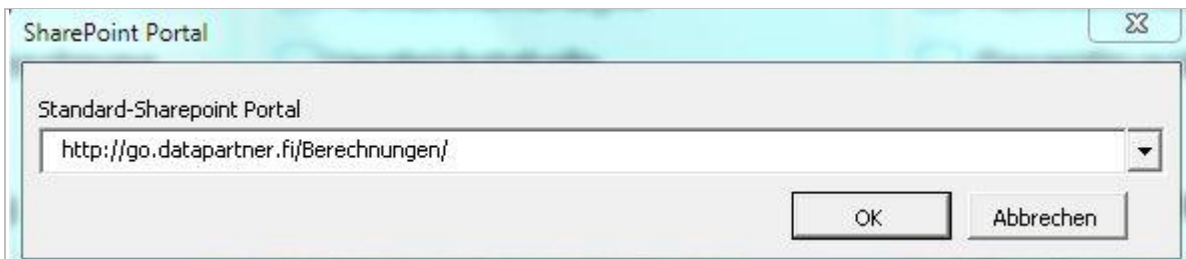 SharePoint Portal
Standard-Sharepoint Portal
http://go.datapartner.fi/Berechnungen/
OK
Abbrechen